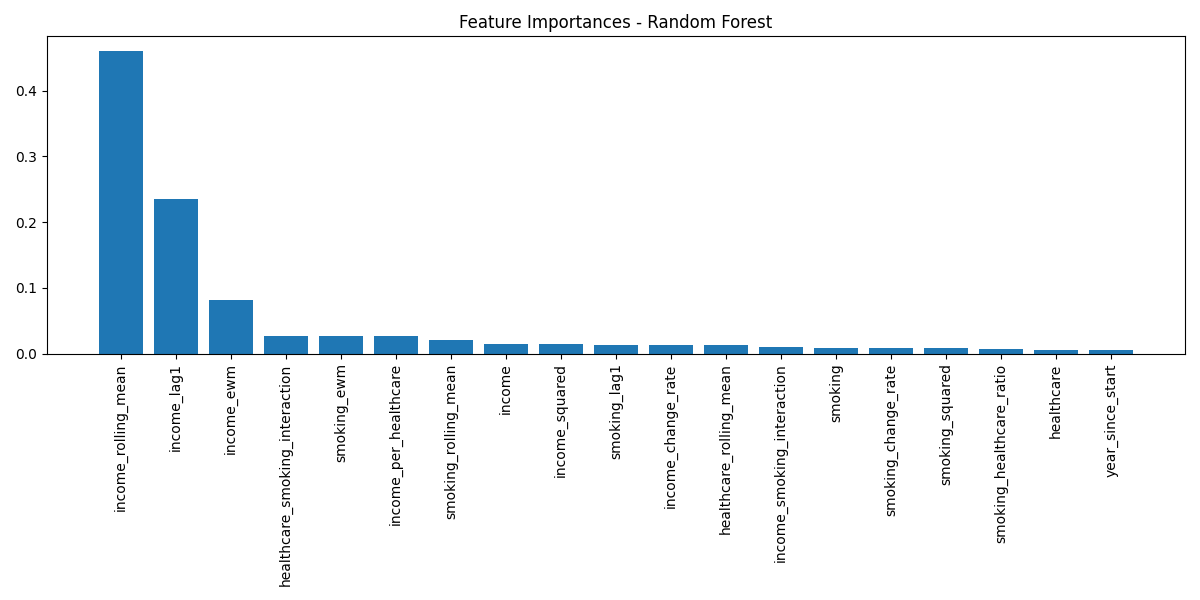 Feature Importances - Random Forest
0.4
0.3
0.2
0.1
0.0
income_rolling_mean
income_lag1
income_ewm
healthcare_smoking_interaction
smoking_ewm
income_per_healthcare
smoking_rolling_mean
income
income_squared
smoking_lag1
income_change_rate
healthcare_rolling_mean
income_smoking_interaction
smoking
smoking_change_rate
smoking_squared
smoking_healthcare_ratio
healthcare
year_since_start